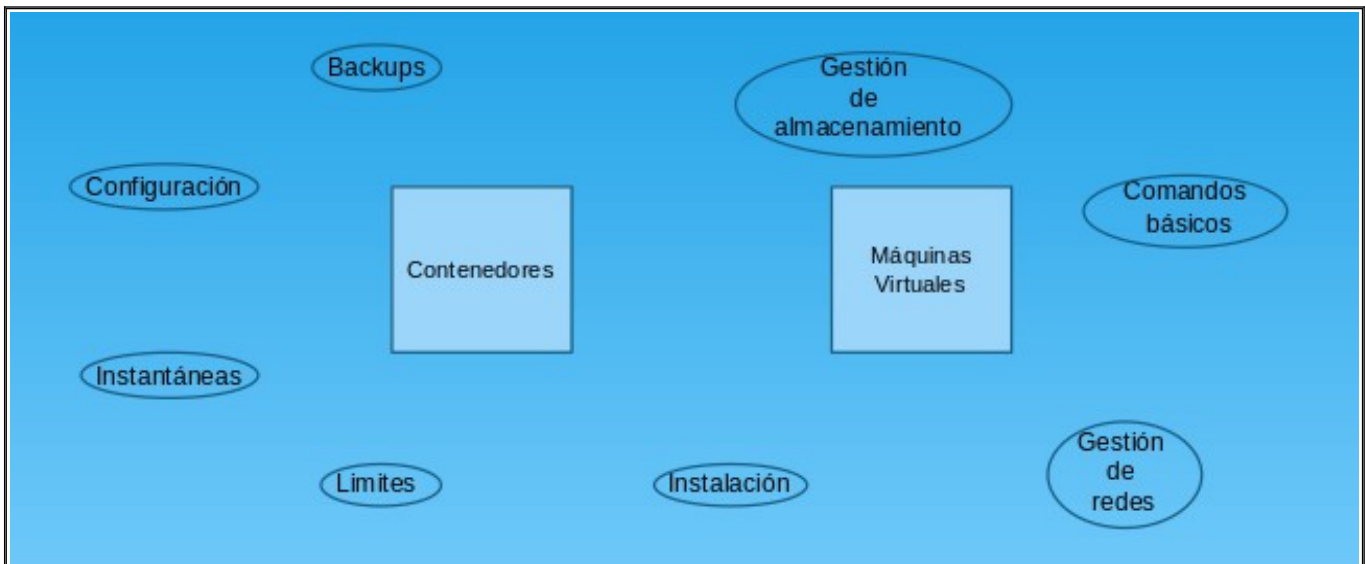 Backups
Gestión
de
almacenamiento
Configuración
Comandos
básicos
Contenedores
Máquinas
Virtuales
Instantáneas
Limites
Instalación
Gestión
de
redes